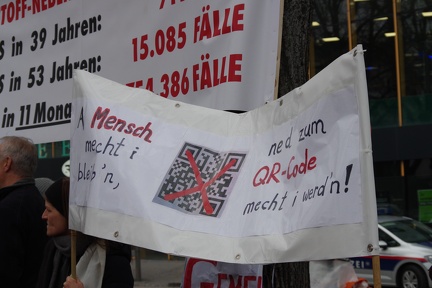 TOFF-NEBE
S in 39 Jahren:
15.085 FÄLLE
S in 53 Jahren:
.386 FÄLLE
in 11 Mona
A Mensch
mecht i
bleib'n,
ned zum
QR-Code
mecht i werd'n!